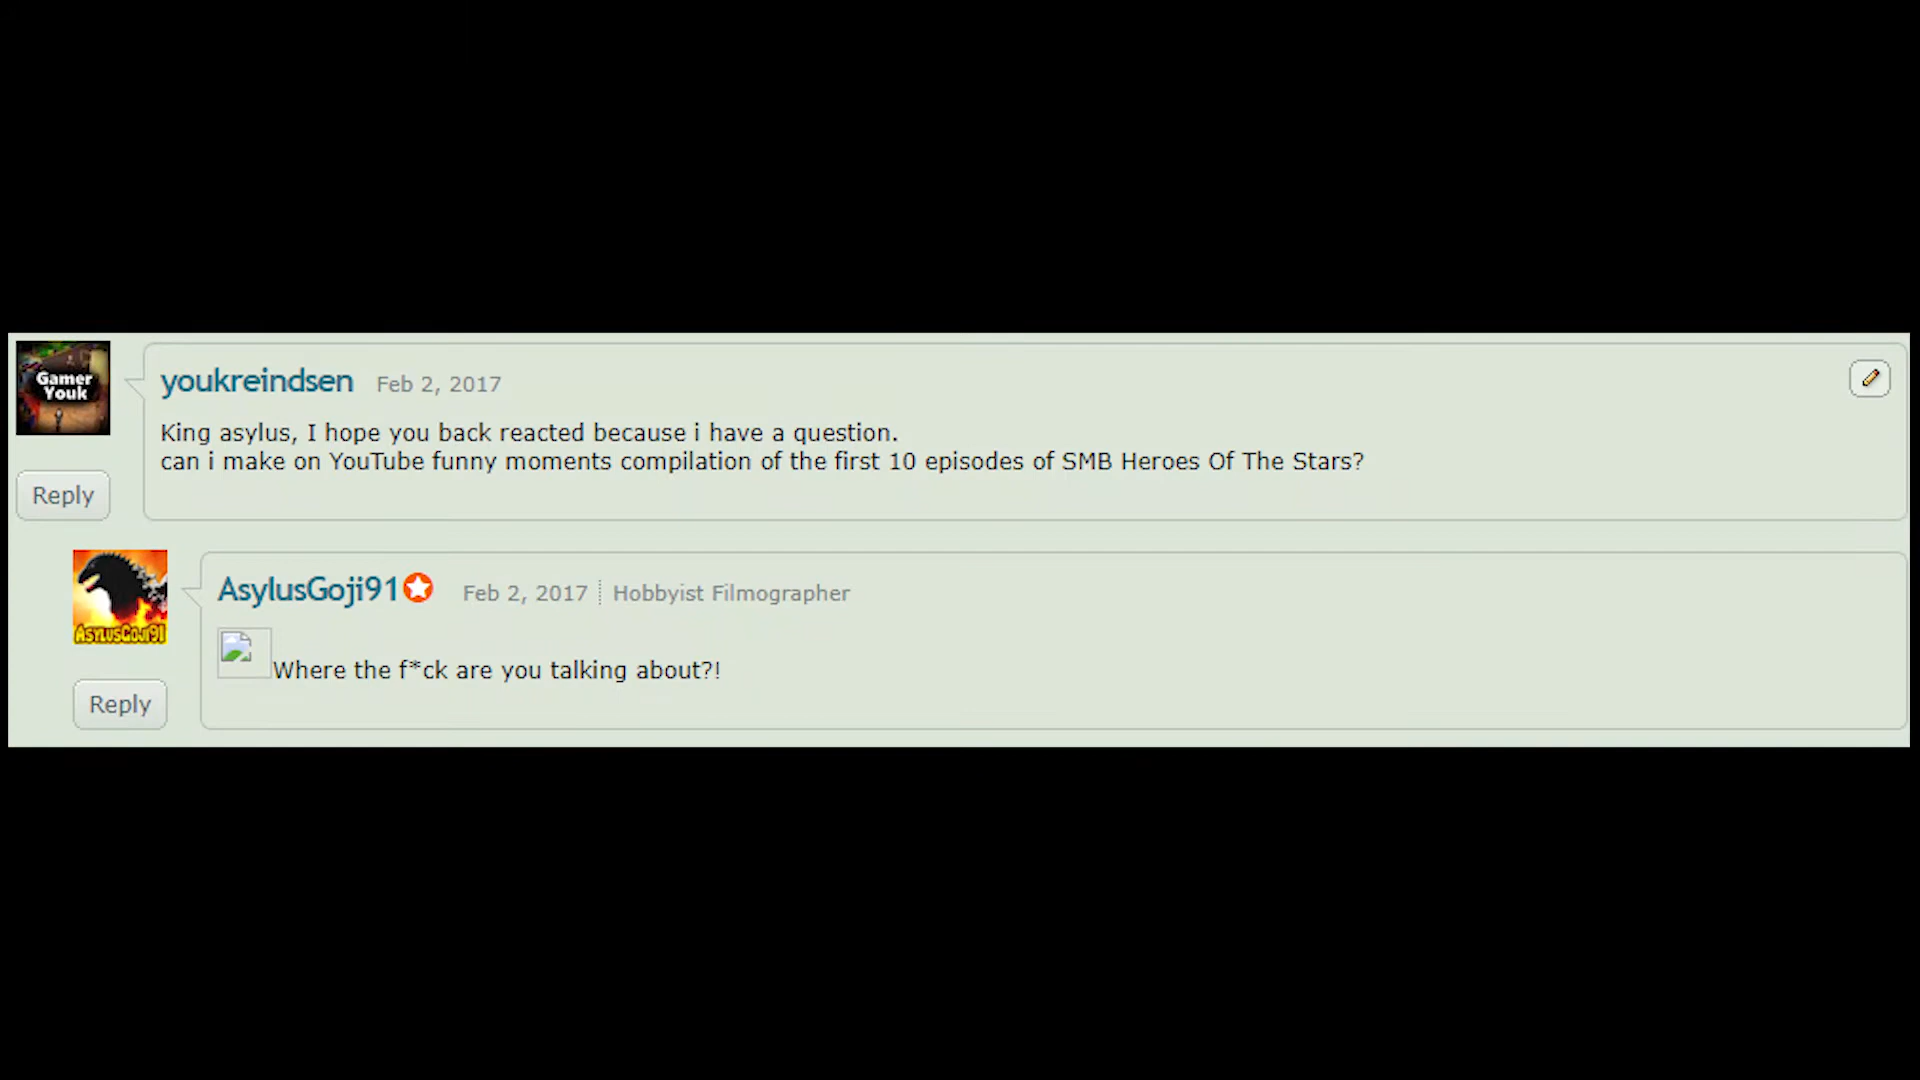 Gamer
Youk
youkreindsen Feb 2, 2017
King asylus, I hope you back reacted because i have a question.
can i make on YouTube funny moments compilation of the first 10 episodes of SMB Heroes Of The Stars?
Reply
AsylusGoji91 Feb 2, 2017 Hobbyist Filmographer
ASYLUSGOJI91
Where the f*ck are you talking about?!
Reply